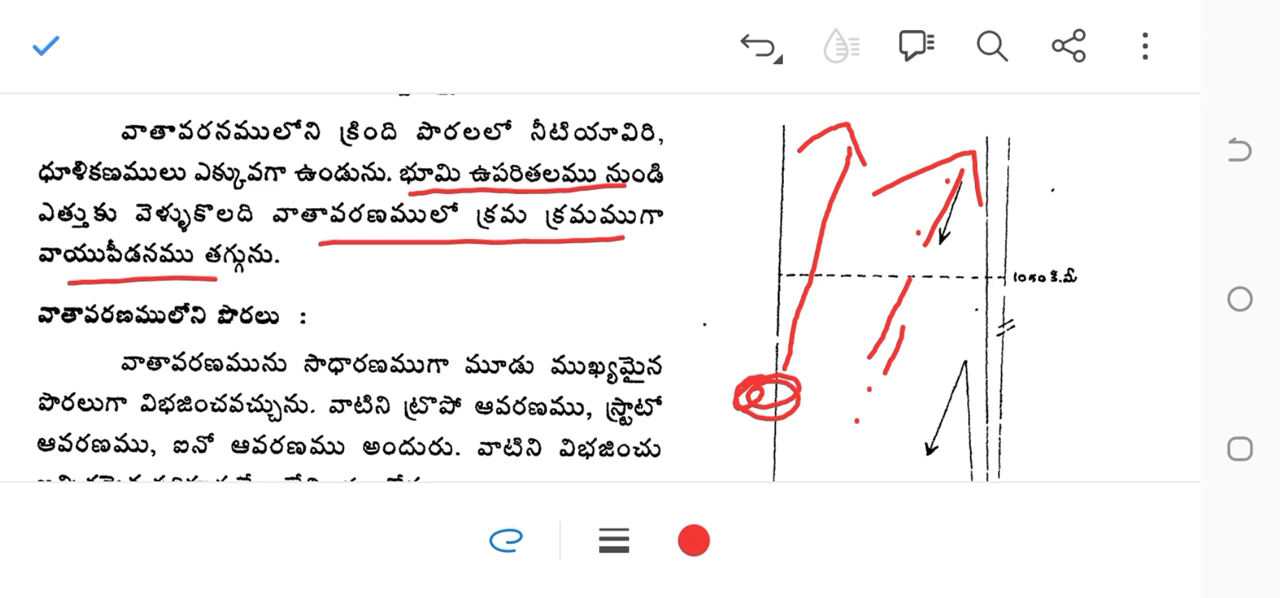 వాతావరనములోని క్రింది పొరలలో నీటియావిరి,
ధూళికణములు ఎక్కువగా ఉండును. భూమి ఉపరితలము నుండి
ఎత్తుకు వెళ్ళుకొలది వాతావరణములో క్రమ క్రమముగా
వాయుపీడనము తగ్గును.
వాతావరణములోని పొరలు :
వాతావరణమును సాధారణముగా మూడు ముఖ్యమైన
పొరలుగా విభజించవచ్చును. వాటిని ట్రొపో ఆవరణము, స్ట్రాటో
ఆవరణము, ఐనో ఆవరణము అందురు. వాటిని విభజించు